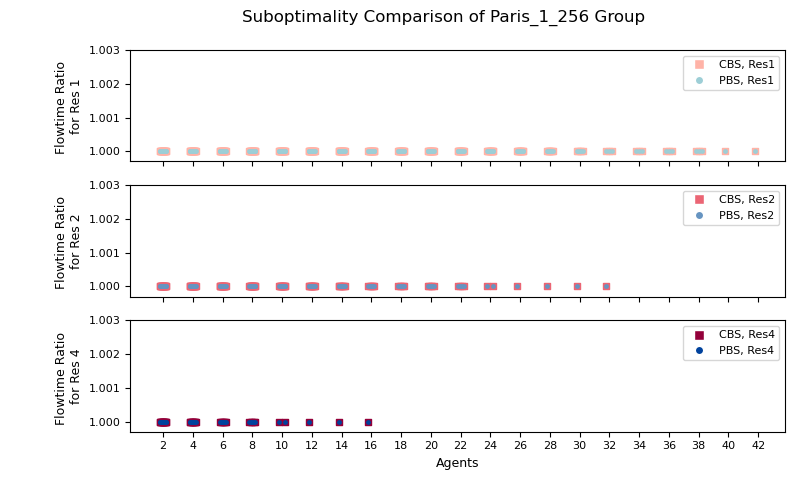 Suboptimality Comparison of Paris_1_256 Group
Flowtime Ratio
for Res 1
1.003
1.002
1.001
1.000
CBS, Res1
PBS, Res1
Flowtime Ratio
for Res 2
1.003
1.002
1.001
1.000
CBS, Res2
PBS, Res2
Flowtime Ratio
for Res 4
1.003
1.002
1.001
1.000
CBS, Res4
PBS, Res4
2 4 6 8 10 12 14 16 18 20 22 24 26 28 30 32 34 36 38 40 42
Agents